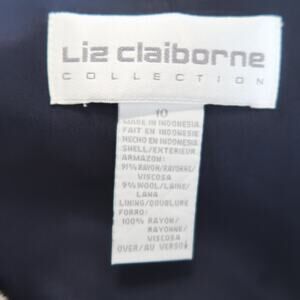 Liz claiborne
COLLECTION
10
MADE IN INDONESIA
FAIT EN INDONESIE
HECHO EN INDONESIA
SHELL/EXTERIEUR
ARMAZON:
91% RAYON/RAYONNE/
VISCOSA
9% WOOL/LAINE/
LANA
LINING/DOUBLURE
FORRO:
100% RAYON/
RAYONNE/
VISCOSA
OVER/AU VERSO